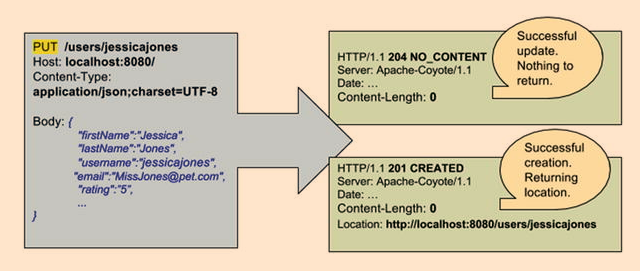 PUT /users/jessicajones
Host: localhost:8080/
Content-Type:
application/json;charset=UTF-8
Body: {
"firstName":"Jessica",
"lastName":"Jones",
"username":"jessicajones",
"email":"MissJones@pet.com",
"rating":"5",
...
}
HTTP/1.1 204 NO_CONTENT
Server: Apache-Coyote/1.1
Date: ...
Content-Length: 0
Successful
update.
Nothing to
return.
HTTP/1.1 201 CREATED
Server: Apache-Coyote/1.1
Date: ...
Content-Length: 0
Location: http://localhost:8080/users/jessicajones
Successful
creation.
Returning
location.